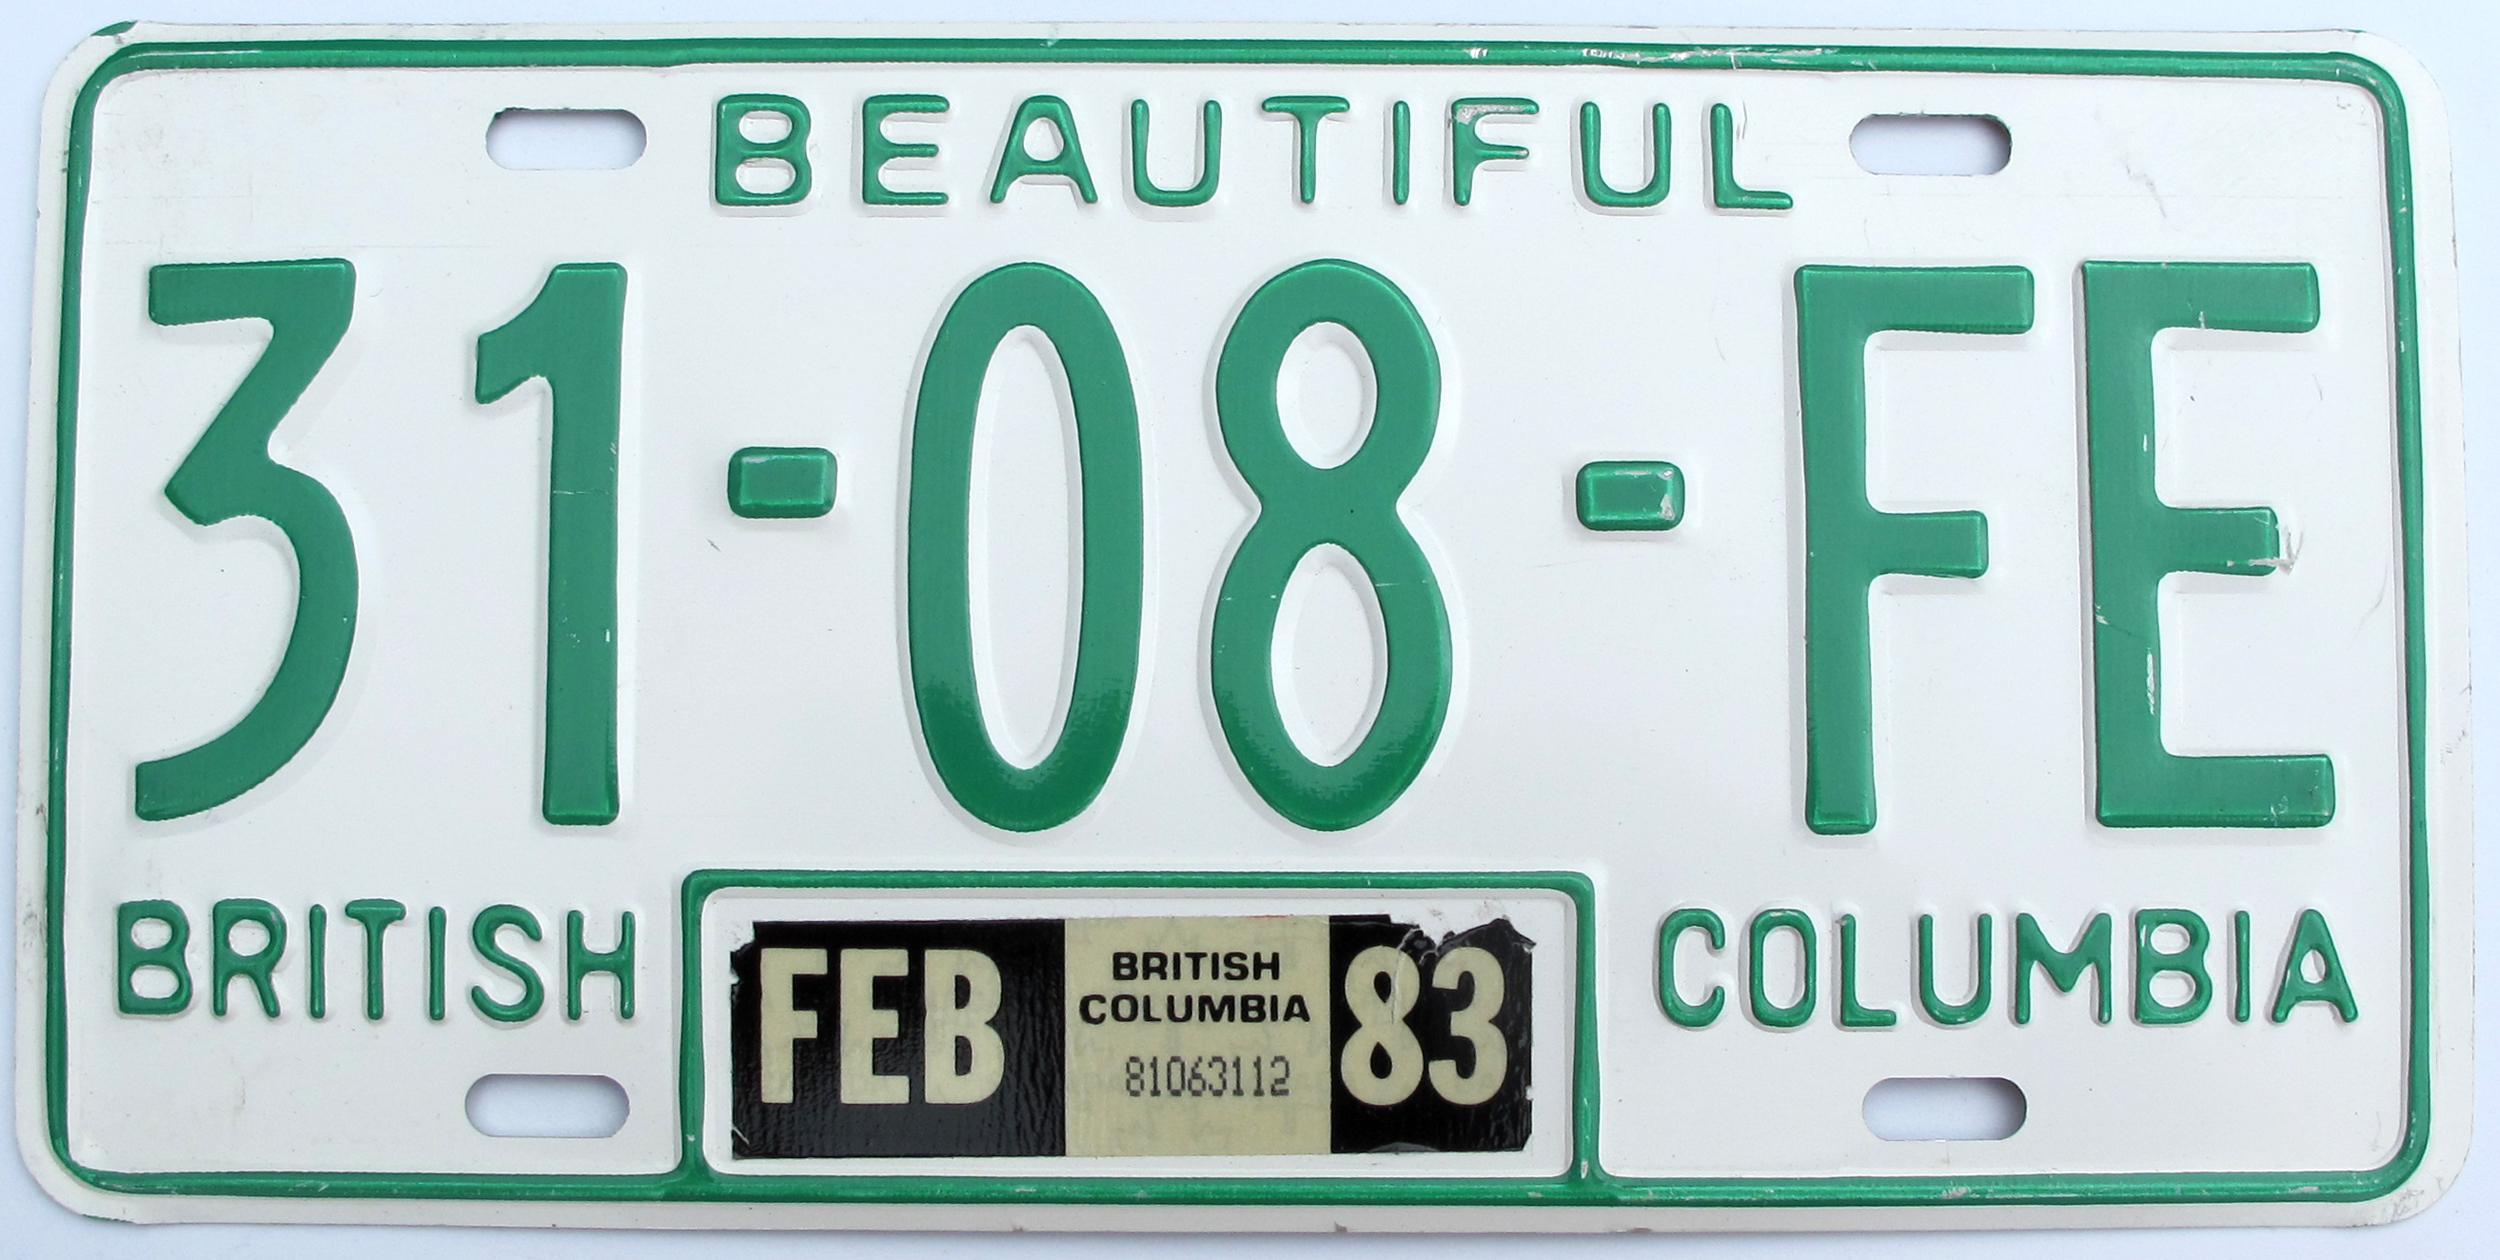 BEAUTIFUL
31-08-FE
BRITISH
FEB
BRITISH
COLUMBIA
81063112
83
COLUMBIA